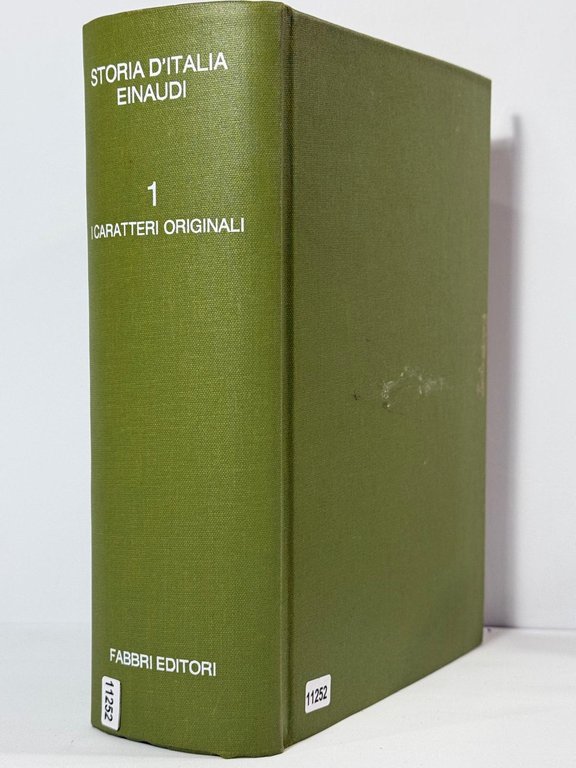 STORIA D'ITALIA
EINAUDI
1
I CARATTERI ORIGINALI
FABBRI EDITORI
11252
11252